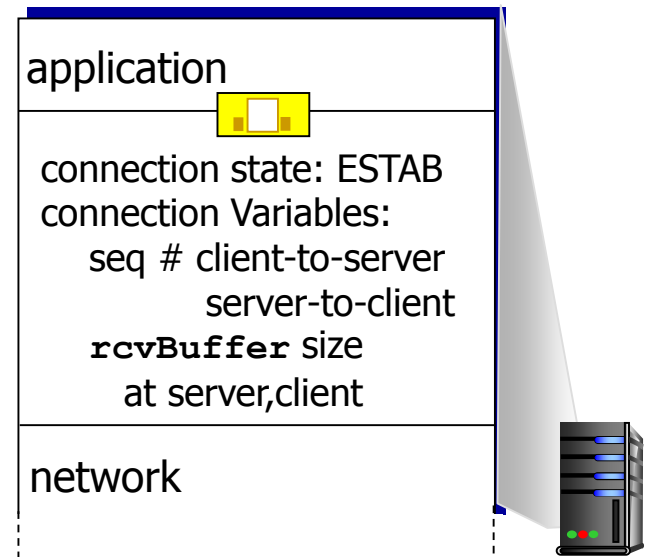 application
connection state: ESTAB
connection Variables:
seq # client-to-server
server-to-client
rcvBuffer size
at server,client
network